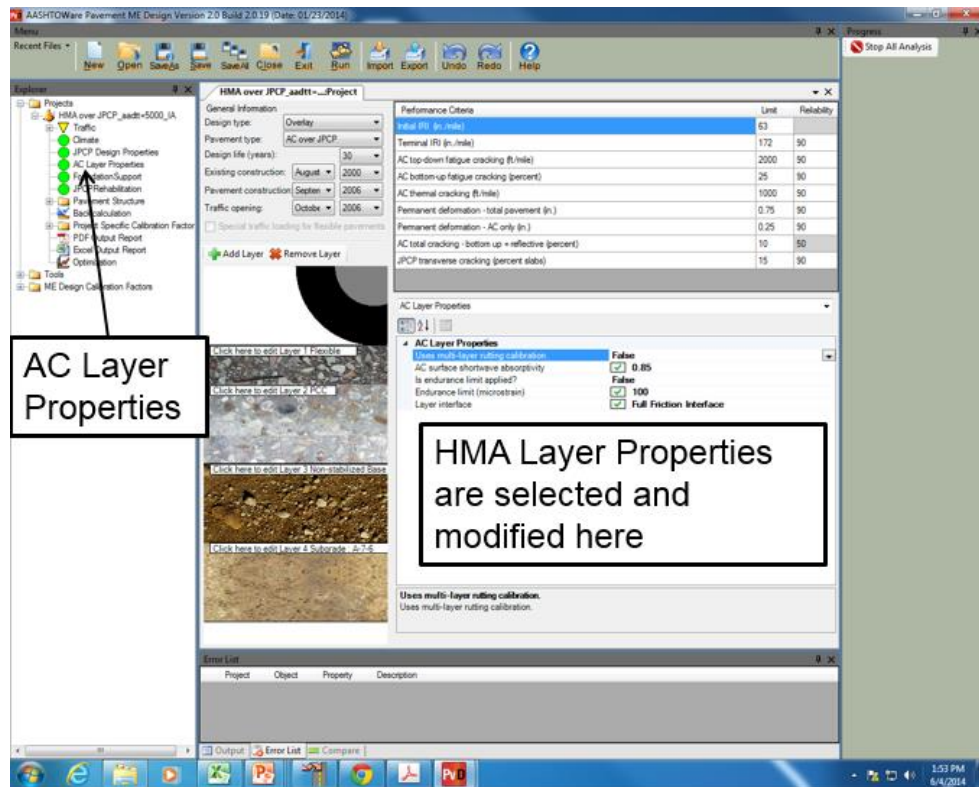 AASHTOWare Pavement ME Design Version 2.0 Build 2.0.19 (Date: 01/23/2014)
Menu
Recent Files
New Open SaveAs Save SaveAll Close Exit Run Import Export Undo Redo Help
Progress
Stop All Analysis
Explorer
Projects
HMA over JPCP_aadtt=5000_IA
Traffic
Climate
JPCP Design Properties
AC Layer Properties
FoundationSupport
JPCPRehabilitation
Pavement Structure
Backcalculation
Project Specific Calibration Factor
PDF Output Report
Excel Output Report
Optimization
Tools
ME Design Calibration Factors
AC Layer
Properties
HMA over JPCP_aadtt=...:Project
General Information
Design type: Overlay
Pavement type: AC over JPCP
Design life (years): 30
Existing construction: August 2000
Pavement construction: Septen 2006
Traffic opening: Octobe 2006
Special traffic loading for flexible pavements
Add Layer Remove Layer
Click here to edit Layer 1 Flexible
Click here to edit Layer 2 PCC
Click here to edit Layer 3 Non-stabilized Base
Click here to edit Layer 4 Subgrade : A-7-6
Performance Criteria Limit Reliability
Initial IRI (in./mile) 63
Terminal IRI (in./mile) 172 90
AC top-down fatigue cracking (ft/mile) 2000 90
AC bottom-up fatigue cracking (percent) 25 90
AC thermal cracking (ft/mile) 1000 90
Permanent deformation - total pavement (in.) 0.75 90
Permanent deformation - AC only (in.) 0.25 90
AC total cracking - bottom up + reflective (percent) 10 50
JPCP transverse cracking (percent slabs) 15 90
AC Layer Properties
AC Layer Properties
Uses multi-layer rutting calibration False
AC surface shortwave absorptivity 0.85
Is endurance limit applied? False
Endurance limit (microstrain) 100
Layer interface Full Friction Interface
HMA Layer Properties
are selected and
modified here
Uses multi-layer rutting calibration.
Uses multi-layer rutting calibration.
Error List
Project Object Property Description
Output Error List Compare
1:53 PM
6/4/2014